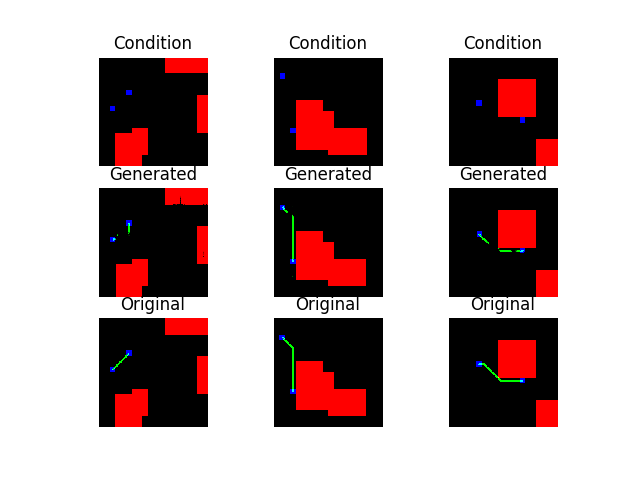 Condition Condition Condition
Generated Generated Generated
Original Original Original